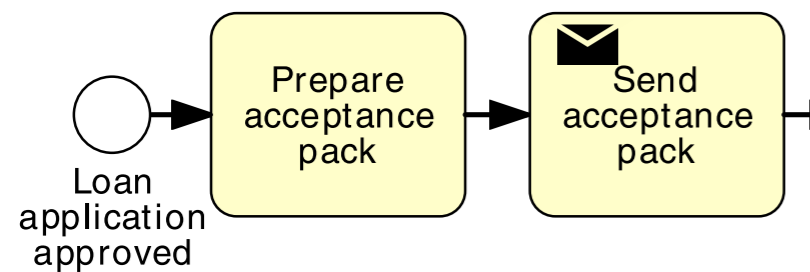 Loan
application
approved
Prepare
acceptance
pack
Send
acceptance
pack